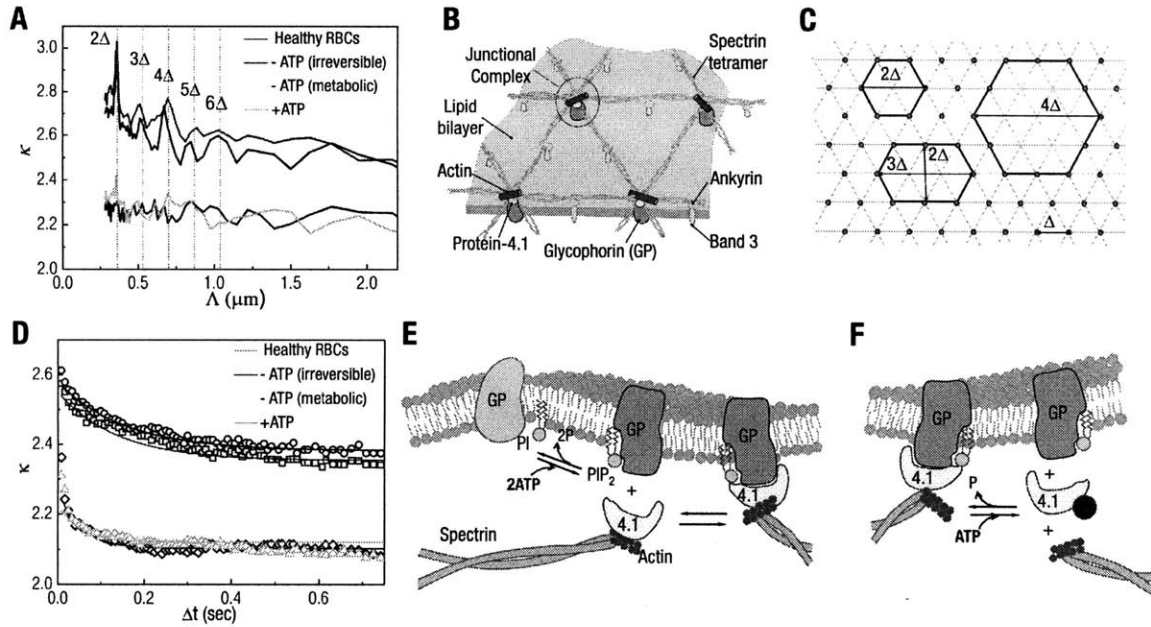 A
κ
3.0
2.8
2.6
2.4
2.2
2.0
2Δ
3Δ
4Δ
5Δ
6Δ
Healthy RBCs
- ATP (irreversible)
- ATP (metabolic)
+ATP
0.0
0.5
1.0
1.5
2.0
Λ (μm)
B
Junctional
Complex
Spectrin
tetramer
Lipid
bilayer
Actin
Ankyrin
Protein-4.1
Glycophorin (GP)
Band 3
C
2Δ
4Δ
3Δ
2Δ
Δ
D
κ
2.6
2.4
2.2
2.0
Healthy RBCs
- ATP (irreversible)
- ATP (metabolic)
+ATP
0.0
0.2
0.4
0.6
Δt (sec)
E
GP
GP
GP
PI
2P
2ATP
PIP2
+
4.1
4.1
Spectrin
Actin
F
GP
GP
4.1
P
ATP
+
4.1
+